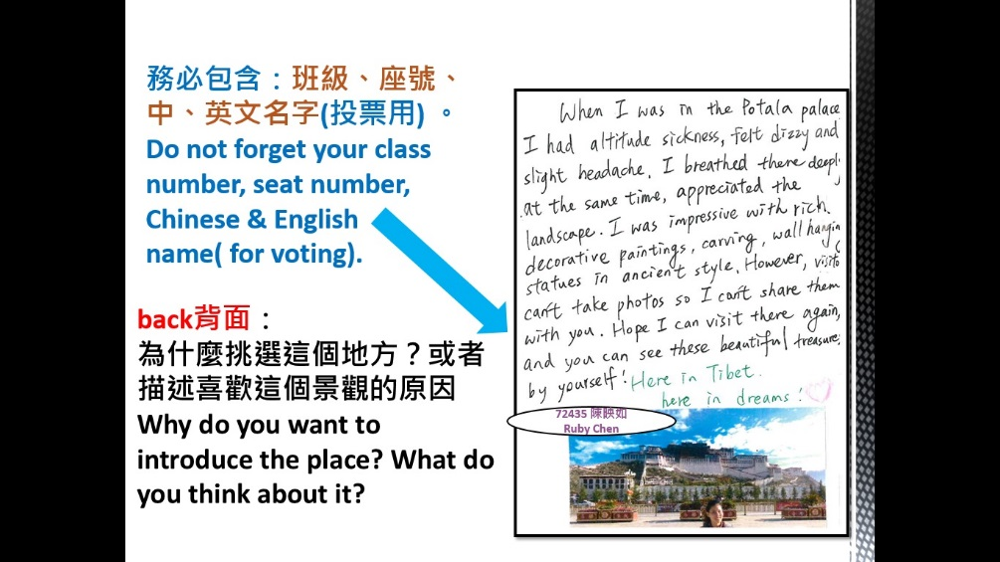 務必包含：班級、座號、
中、英文名字(投票用) 。
Do not forget your class
number, seat number,
Chinese & English
name( for voting).
back背面：
為什麼挑選這個地方？或者
描述喜歡這個景觀的原因
Why do you want to
introduce the place? What do
you think about it?
When I was in the Potala palace
I had altitude sickness, felt dizzy and
slight headache. I breathed there deeply
at the same time, appreciated the
landscape. I was impressive with rich
decorative paintings, carving, wall hangin
statues in ancient style. However, visito
can't take photos so I can't share them
with you. Hope I can visit there again,
and you can see these beautiful treasure
by yourself! Here in Tibet.
here in dreams!
72435 陳映如
Ruby Chen